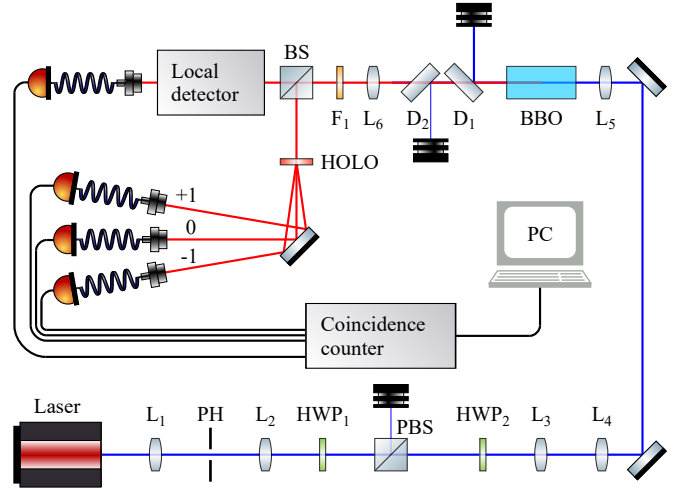 BS
Local
detector
F₁
L₆
D₂
D₁
BBO
L₅
HOLO
+1
0
-1
PC
Coincidence
counter
Laser
L₁
PH
L₂
HWP₁
PBS
HWP₂
L₃
L₄